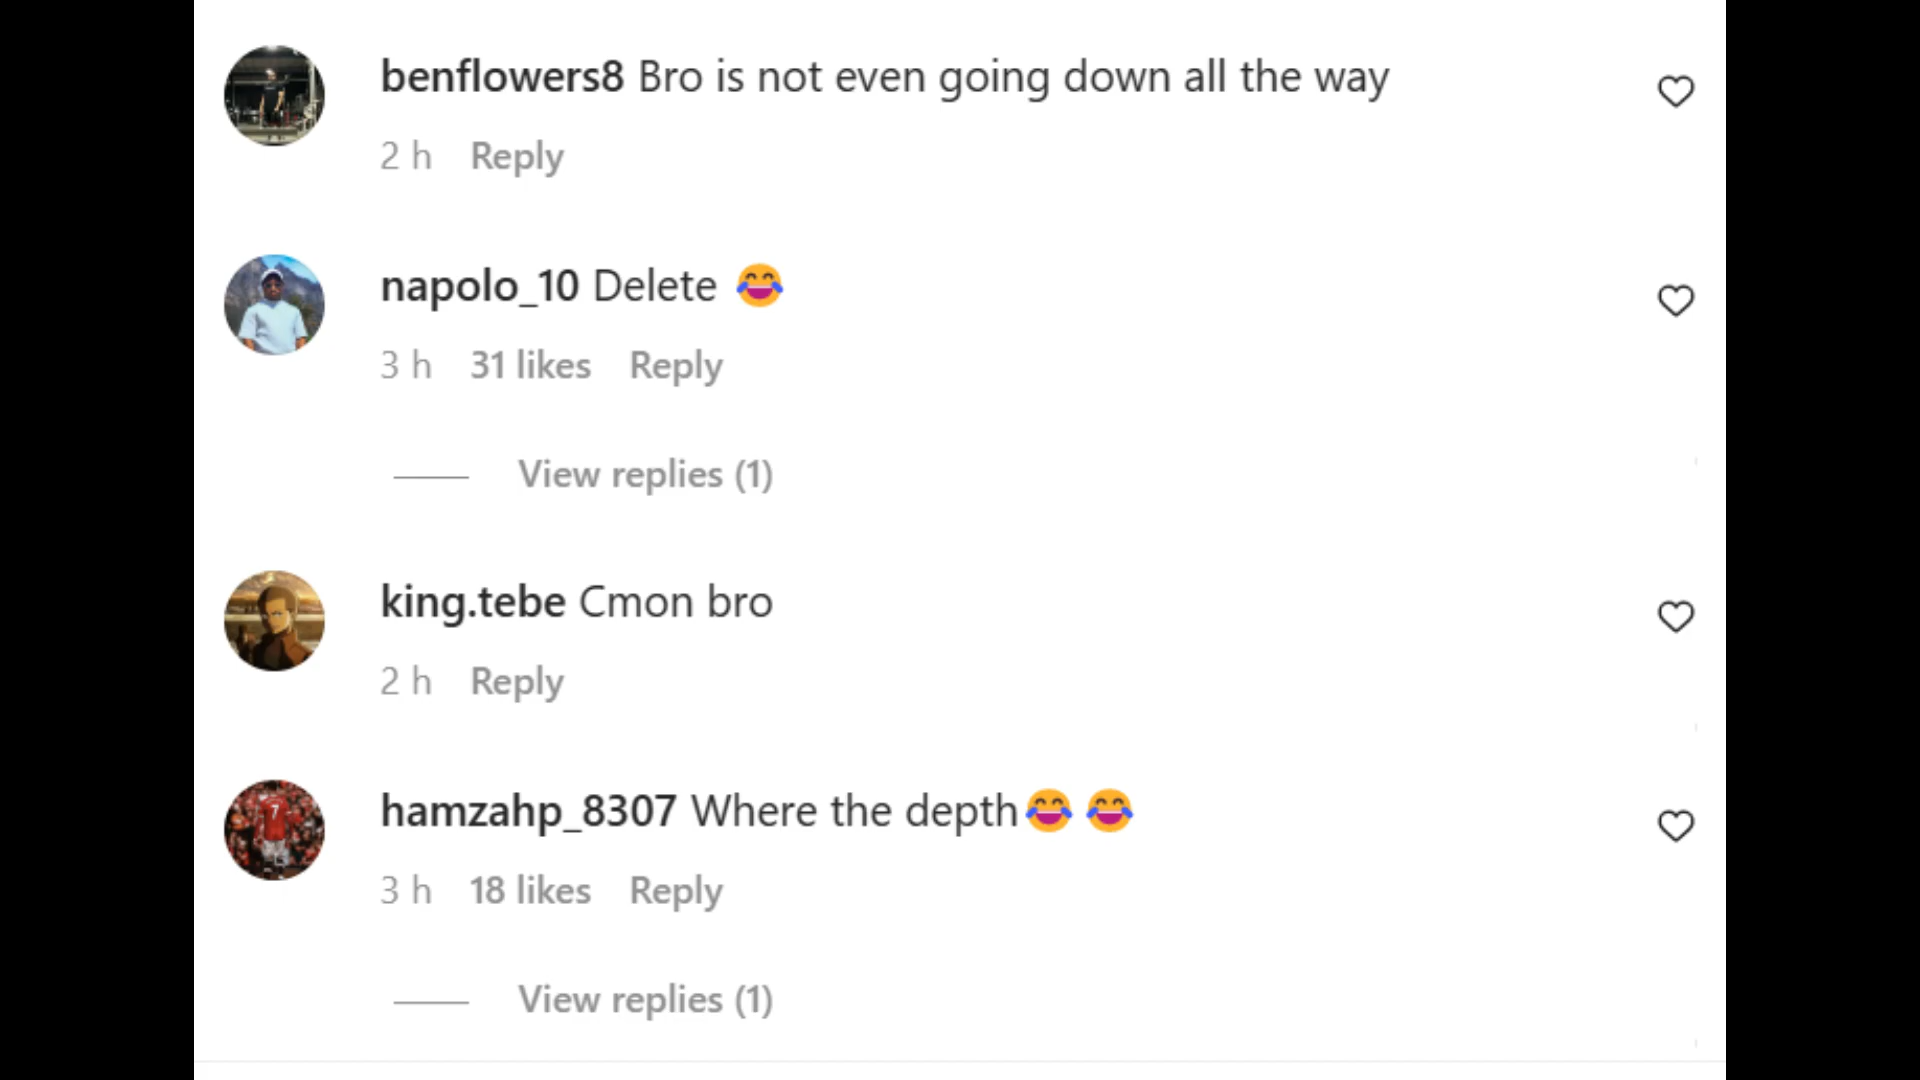 benflowers8 Bro is not even going down all the way
2 h Reply
napolo_10 Delete 😂
3 h 31 likes Reply
View replies (1)
king.tebe Cmon bro
2 h Reply
hamzahp_8307 Where the depth😂 😂
3 h 18 likes Reply
View replies (1)